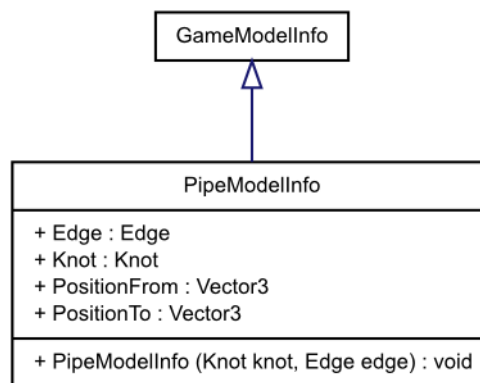 GameModelInfo
PipeModelInfo
+ Edge : Edge
+ Knot : Knot
+ PositionFrom : Vector3
+ PositionTo : Vector3
+ PipeModelInfo (Knot knot, Edge edge) : void